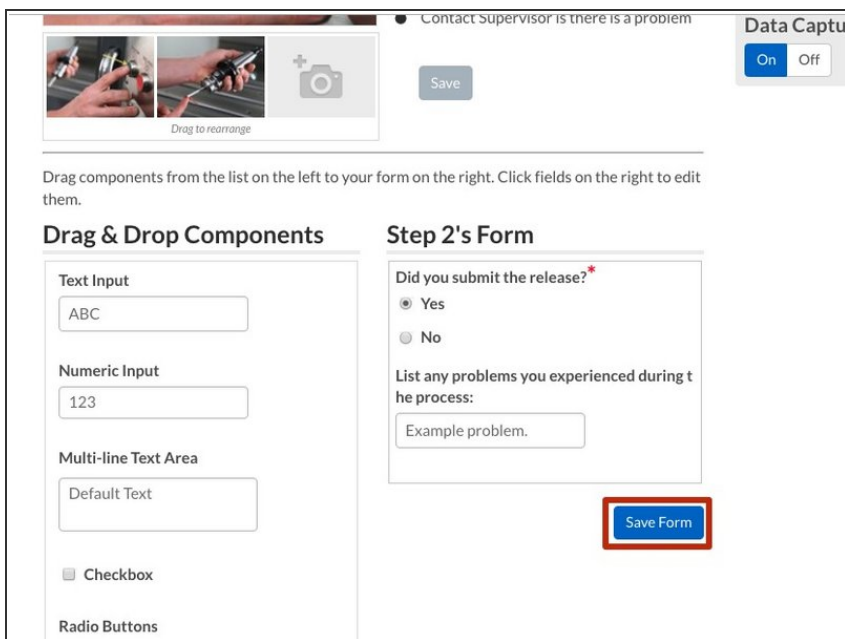 Contact Supervisor is there is a problem
Data Captu
On Off
Save
Drag to rearrange
Drag components from the list on the left to your form on the right. Click fields on the right to edit
them.
Drag & Drop Components
Text Input
ABC
Numeric Input
123
Multi-line Text Area
Default Text
Checkbox
Radio Buttons
Step 2's Form
Did you submit the release?*
Yes
No
List any problems you experienced during t
he process:
Example problem.
Save Form